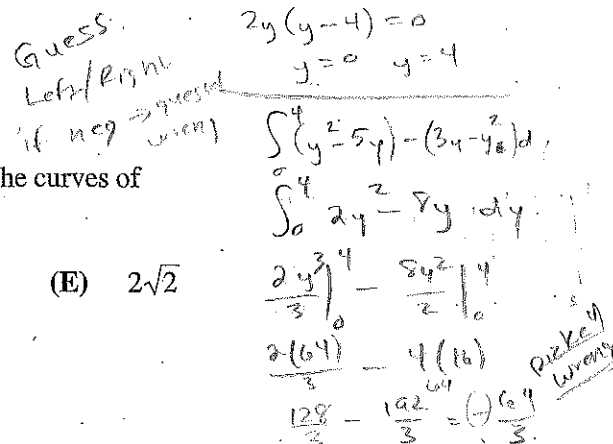 Guess.
Left/Right
if neg → guessed wrong
2y(y-4)=0
y=0 y=4
∫₀⁴(y²-5y)-(3y-y²)d
he curves of
∫₀⁴ 2y²-8y dy
(E) 2√2
2y³/3|₀⁴ - 8y²/2|₀⁴
2(64)/3 - 4(16)
64
picked wrong
128/3 - 192/3 = (-)64/3